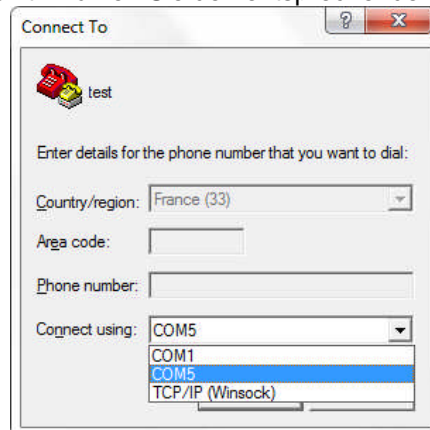 Connect To
test
Enter details for the phone number that you want to dial:
Country/region: France (33)
Area code:
Phone number:
Connect using: COM5
COM1
COM5
TCP/IP (Winsock)